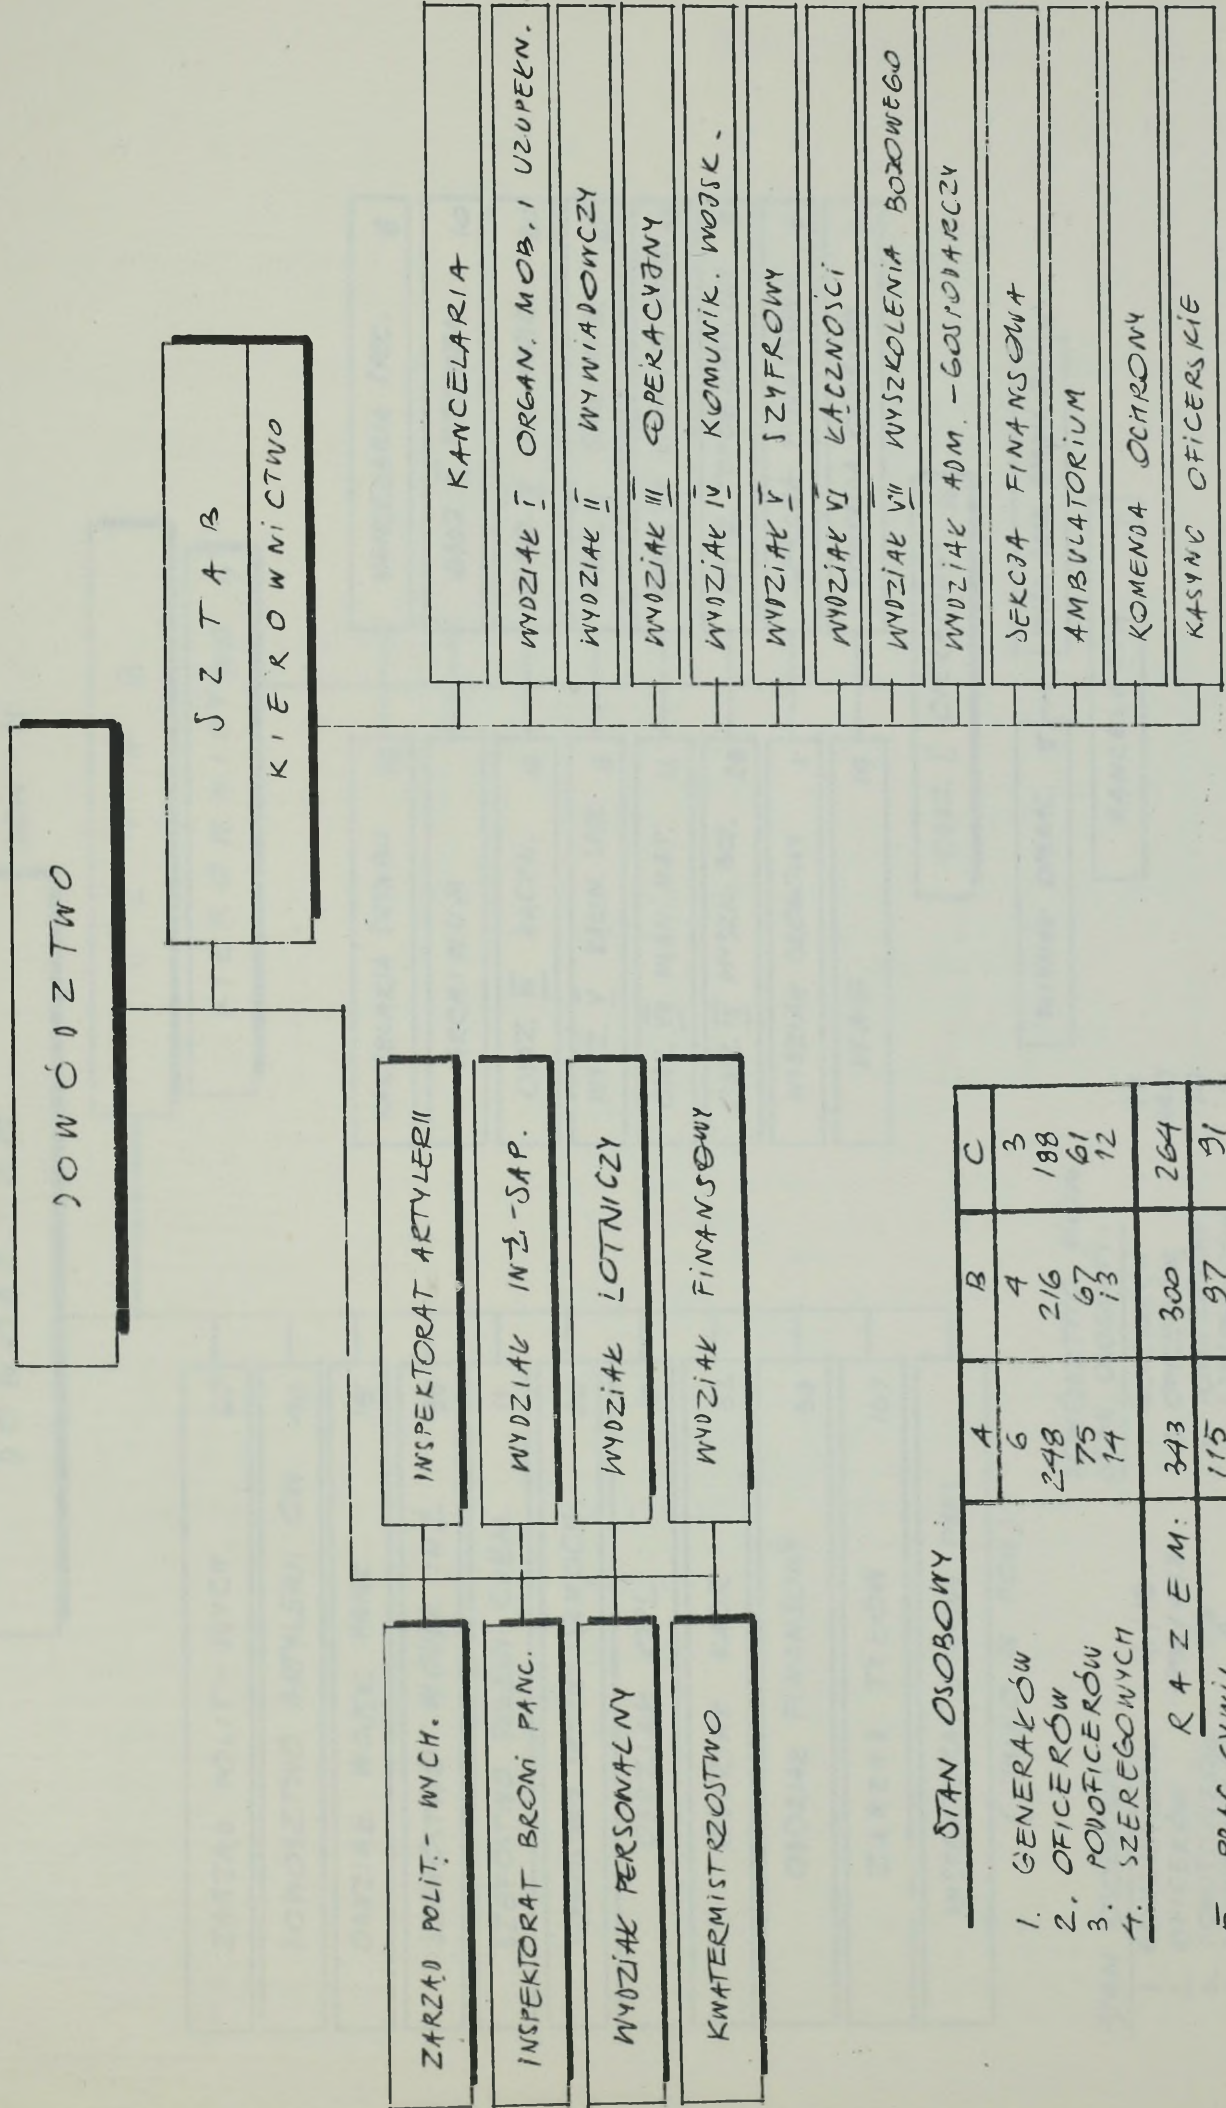 DOWÓDZTWO
SZTAB
KIEROWNICTWO
KANCELARIA
WYDZIAŁ I ORGAN. MOB. I UZUPEŁN.
WYDZIAŁ II WYWIADOWCZY
WYDZIAŁ III OPERACYJNY
WYDZIAŁ IV KOMUNIK. WOJSK.
WYDZIAŁ V SZYFROWY
WYDZIAŁ VI ŁĄCZNOŚCI
WYDZIAŁ VII WYSZKOLENIA BOJOWEGO
WYDZIAŁ ADM. - GOSPODARCZY
SEKCJA FINANSOWA
AMBULATORIUM
KOMENDA OCHRONY
KASYNO OFICERSKIE
ZARZĄD POLIT. - WYCH.
INSPEKTORAT ARTYLERII
INSPEKTORAT BRONI PANC.
WYDZIAŁ INŻ-SAP.
WYDZIAŁ PERSONALNY
WYDZIAŁ LOTNICZY
KWATERMISTRZOSTWO
WYDZIAŁ FINANSOWY
STAN OSOBOWY:
A B C
1. GENERAŁÓW 6 4 3
2. OFICERÓW 248 216 188
3. PODOFICERÓW 75 67 61
4. SZEREGOWYCH 14 13 12
RAZEM: 343 300 264
115 97 91